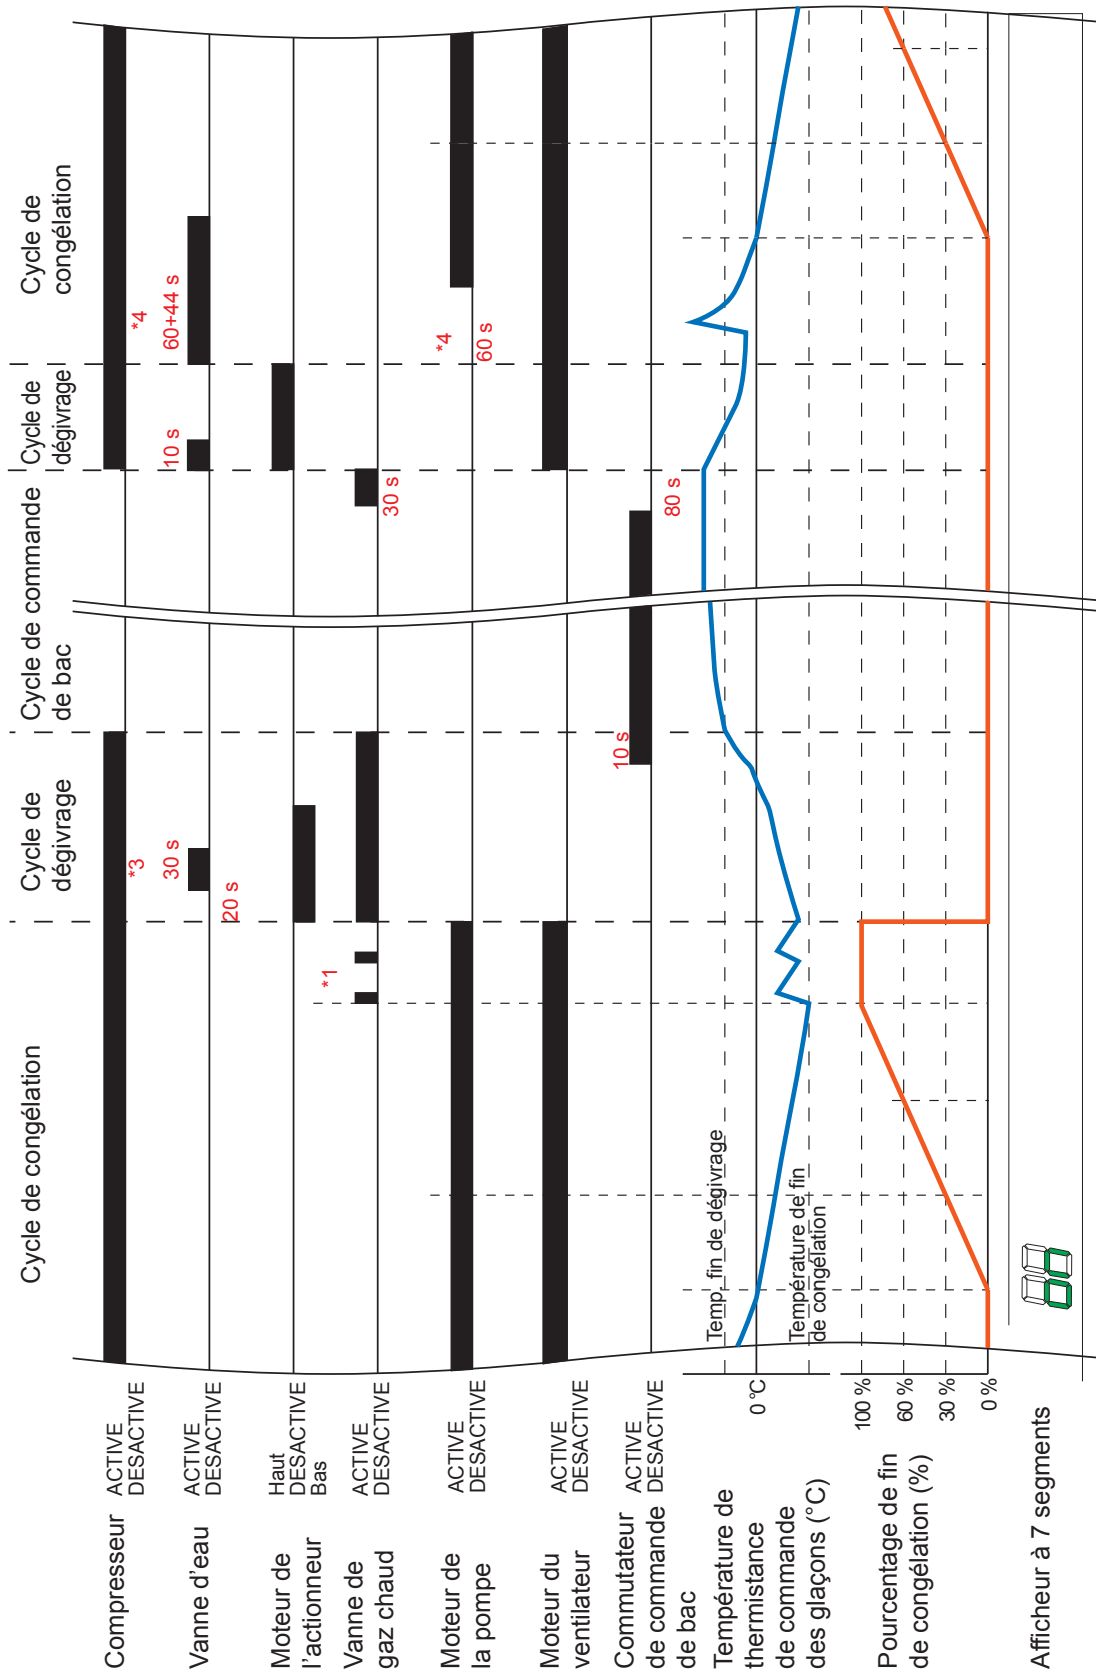 Cycle de congélation
Cycle de
dégivrage
Cycle de commande
de bac
Cycle de
dégivrage
Cycle de
congélation
Compresseur
ACTIVE
DESACTIVE
*3
*4
Vanne d'eau
ACTIVE
DESACTIVE
20 s
30 s
10 s
60+44 s
Moteur de
l'actionneur
Haut
DESACTIVE
Bas
Vanne de
gaz chaud
ACTIVE
DESACTIVE
*1
30 s
Moteur de
la pompe
ACTIVE
DESACTIVE
*4
60 s
Moteur du
ventilateur
ACTIVE
DESACTIVE
Commutateur
de commande
de bac
ACTIVE
DESACTIVE
10 s
80 s
Température de
thermistance
de commande
des glaçons (°C)
0 °C
Temp. fin de dégivrage
Température de fin
de congélation
Pourcentage de fin
de congélation (%)
100 %
60 %
30 %
0 %
Afficheur à 7 segments
oo